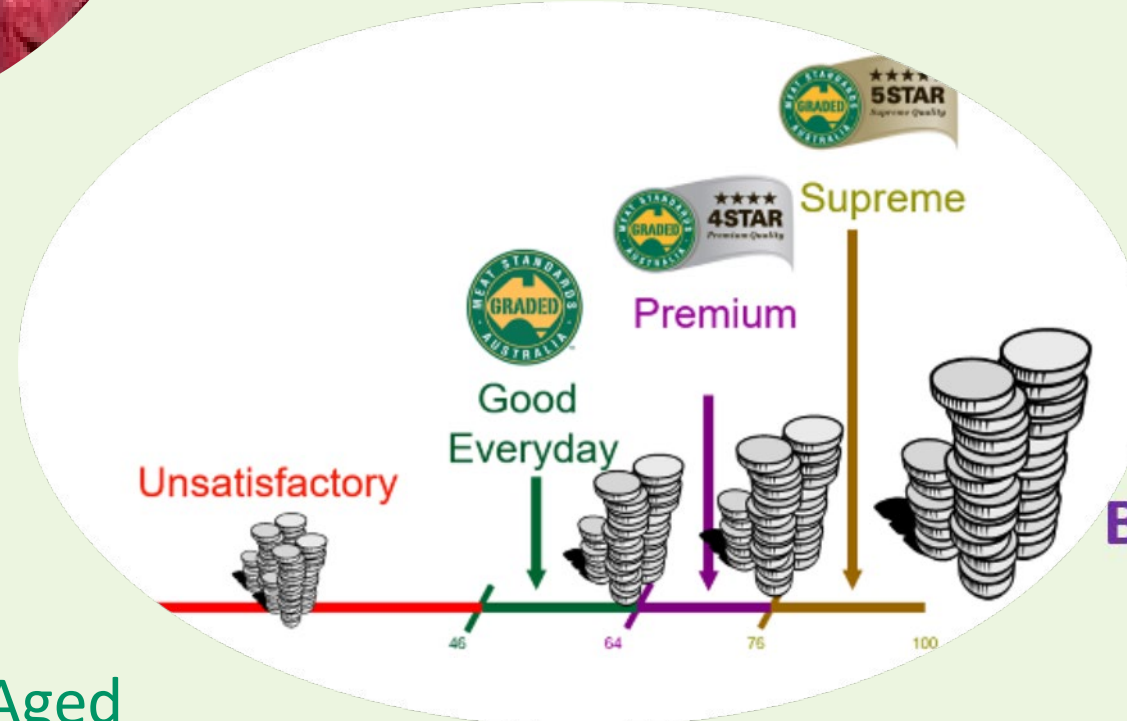 ★★★★★
5STAR
Supreme Quality
MEAT STANDARDS
GRADED
AUSTRALIA
Supreme
★★★★
4STAR
Premium Quality
MEAT STANDARDS
GRADED
AUSTRALIA
Premium
MEAT STANDARDS
GRADED
AUSTRALIA
Good
Everyday
Unsatisfactory
B
46
64
76
100
Aged